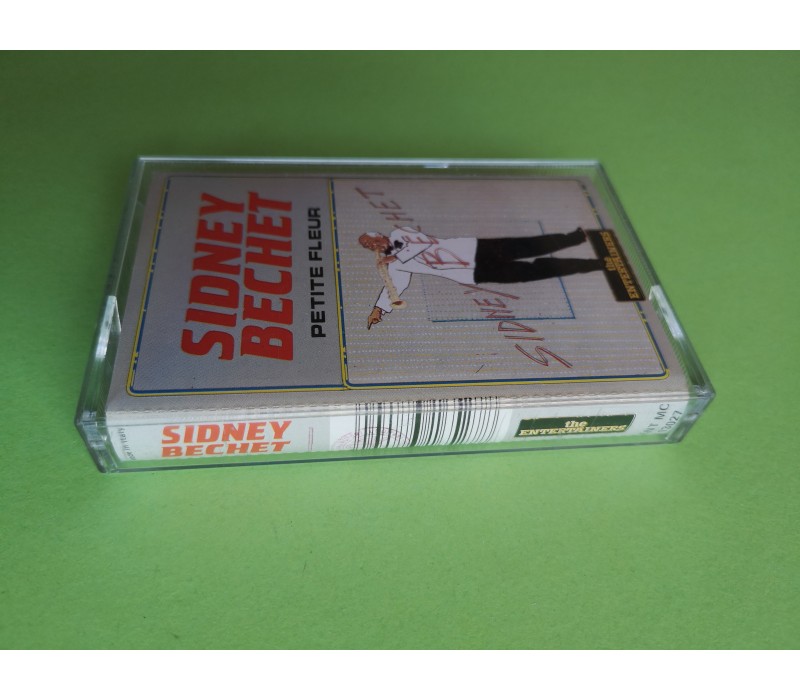 SIDNEY
BECHET
PETITE FLEUR
SIDNEY BECHET
the
ENTERTAINERS
SIDNEY
BECHET
the
ENTERTAINERS